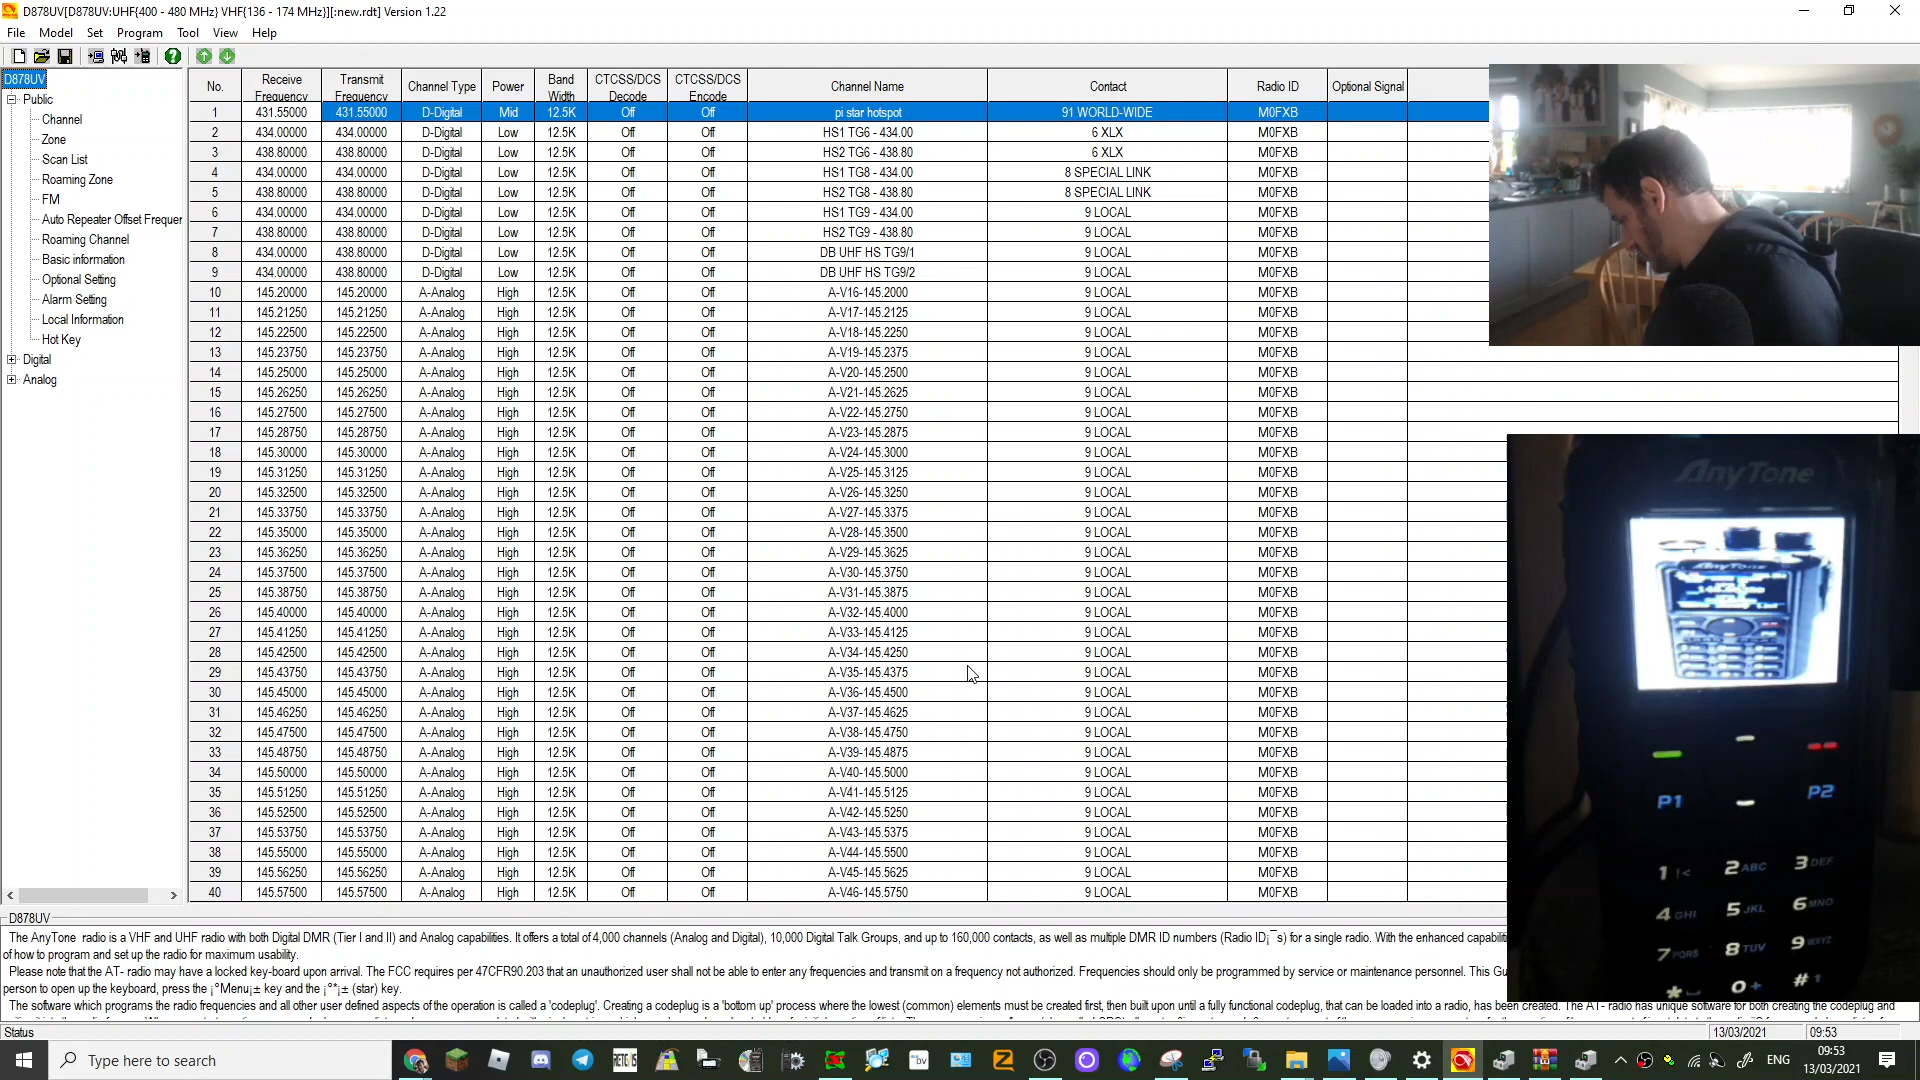 D878UV[D878UV:UHF{400 - 480 MHz} VHF{136 - 174 MHz}][:new.rdt] Version 1.22
File Model Set Program Tool View Help
D878UV
Public
Channel
Zone
Scan List
Roaming Zone
FM
Auto Repeater Offset Frequer
Roaming Channel
Basic information
Optional Setting
Alarm Setting
Local Information
Hot Key
Digital
Analog
No. Receive Frequency Transmit Frequency Channel Type Power Band Width CTCSS/DCS Decode CTCSS/DCS Encode Channel Name Contact Radio ID Optional Signal
1 431.55000 431.55000 D-Digital Mid 12.5K Off Off pi star hotspot 91 WORLD-WIDE M0FXB
2 434.00000 434.00000 D-Digital Low 12.5K Off Off HS1 TG6 - 434.00 6 XLX M0FXB
3 438.80000 438.80000 D-Digital Low 12.5K Off Off HS2 TG6 - 438.80 6 XLX M0FXB
4 434.00000 434.00000 D-Digital Low 12.5K Off Off HS1 TG8 - 434.00 8 SPECIAL LINK M0FXB
5 438.80000 438.80000 D-Digital Low 12.5K Off Off HS2 TG8 - 438.80 8 SPECIAL LINK M0FXB
6 434.00000 434.00000 D-Digital Low 12.5K Off Off HS1 TG9 - 434.00 9 LOCAL M0FXB
7 438.80000 438.80000 D-Digital Low 12.5K Off Off HS2 TG9 - 438.80 9 LOCAL M0FXB
8 434.00000 438.80000 D-Digital Low 12.5K Off Off DB UHF HS TG9/1 9 LOCAL M0FXB
9 434.00000 438.80000 D-Digital Low 12.5K Off Off DB UHF HS TG9/2 9 LOCAL M0FXB
10 145.20000 145.20000 A-Analog High 12.5K Off Off A-V16-145.2000 9 LOCAL M0FXB
11 145.21250 145.21250 A-Analog High 12.5K Off Off A-V17-145.2125 9 LOCAL M0FXB
12 145.22500 145.22500 A-Analog High 12.5K Off Off A-V18-145.2250 9 LOCAL M0FXB
13 145.23750 145.23750 A-Analog High 12.5K Off Off A-V19-145.2375 9 LOCAL M0FXB
14 145.25000 145.25000 A-Analog High 12.5K Off Off A-V20-145.2500 9 LOCAL M0FXB
15 145.26250 145.26250 A-Analog High 12.5K Off Off A-V21-145.2625 9 LOCAL M0FXB
16 145.27500 145.27500 A-Analog High 12.5K Off Off A-V22-145.2750 9 LOCAL M0FXB
17 145.28750 145.28750 A-Analog High 12.5K Off Off A-V23-145.2875 9 LOCAL M0FXB
18 145.30000 145.30000 A-Analog High 12.5K Off Off A-V24-145.3000 9 LOCAL M0FXB
19 145.31250 145.31250 A-Analog High 12.5K Off Off A-V25-145.3125 9 LOCAL M0FXB
20 145.32500 145.32500 A-Analog High 12.5K Off Off A-V26-145.3250 9 LOCAL M0FXB
21 145.33750 145.33750 A-Analog High 12.5K Off Off A-V27-145.3375 9 LOCAL M0FXB
22 145.35000 145.35000 A-Analog High 12.5K Off Off A-V28-145.3500 9 LOCAL M0FXB
23 145.36250 145.36250 A-Analog High 12.5K Off Off A-V29-145.3625 9 LOCAL M0FXB
24 145.37500 145.37500 A-Analog High 12.5K Off Off A-V30-145.3750 9 LOCAL M0FXB
25 145.38750 145.38750 A-Analog High 12.5K Off Off A-V31-145.3875 9 LOCAL M0FXB
26 145.40000 145.40000 A-Analog High 12.5K Off Off A-V32-145.4000 9 LOCAL M0FXB
27 145.41250 145.41250 A-Analog High 12.5K Off Off A-V33-145.4125 9 LOCAL M0FXB
28 145.42500 145.42500 A-Analog High 12.5K Off Off A-V34-145.4250 9 LOCAL M0FXB
29 145.43750 145.43750 A-Analog High 12.5K Off Off A-V35-145.4375 9 LOCAL M0FXB
30 145.45000 145.45000 A-Analog High 12.5K Off Off A-V36-145.4500 9 LOCAL M0FXB
31 145.46250 145.46250 A-Analog High 12.5K Off Off A-V37-145.4625 9 LOCAL M0FXB
32 145.47500 145.47500 A-Analog High 12.5K Off Off A-V38-145.4750 9 LOCAL M0FXB
33 145.48750 145.48750 A-Analog High 12.5K Off Off A-V39-145.4875 9 LOCAL M0FXB
34 145.50000 145.50000 A-Analog High 12.5K Off Off A-V40-145.5000 9 LOCAL M0FXB
35 145.51250 145.51250 A-Analog High 12.5K Off Off A-V41-145.5125 9 LOCAL M0FXB
36 145.52500 145.52500 A-Analog High 12.5K Off Off A-V42-145.5250 9 LOCAL M0FXB
37 145.53750 145.53750 A-Analog High 12.5K Off Off A-V43-145.5375 9 LOCAL M0FXB
38 145.55000 145.55000 A-Analog High 12.5K Off Off A-V44-145.5500 9 LOCAL M0FXB
39 145.56250 145.56250 A-Analog High 12.5K Off Off A-V45-145.5625 9 LOCAL M0FXB
40 145.57500 145.57500 A-Analog High 12.5K Off Off A-V46-145.5750 9 LOCAL M0FXB
AnyTone
AnyTone
P1 P2
1 2 ABC 3 DEF
4 GHI 5 JKL 6 MNO
7 PQRS 8 TUV 9 WXYZ
* 0 + #
D878UV
The AnyTone radio is a VHF and UHF radio with both Digital DMR (Tier I and II) and Analog capabilities. It offers a total of 4,000 channels (Analog and Digital), 10,000 Digital Talk Groups, and up to 160,000 contacts, as well as multiple DMR ID numbers (Radio ID¡¯s) for a single radio. With the enhanced capabili
of how to program and set up the radio for maximum usability.
Please note that the AT- radio may have a locked key-board upon arrival. The FCC requires per 47CFR90.203 that an unauthorized user shall not be able to enter any frequencies and transmit on a frequency not authorized. Frequencies should only be programmed by service or maintenance personnel. This Gu
person to open up the keyboard, press the ¡°Menu¡± key and the ¡°*¡± (star) key.
The software which programs the radio frequencies and all other user defined aspects of the operation is called a 'codeplug'. Creating a codeplug is a 'bottom up' process where the lowest (common) elements must be created first, then built upon until a fully functional codeplug, that can be loaded into a radio, has been created. The AT- radio has unique software for both creating the codeplug and
Status 13/03/2021 09:53
Type here to search
RETEVIS
bv
ENG
09:53
13/03/2021